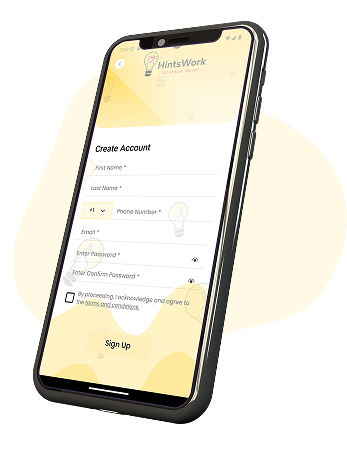 HintsWork
Create Account
First Name *
Last Name *
+1
Phone Number *
Email *
Enter Password *
Enter Confirm Password *
By proceeding, I acknowledge and agree to
the terms and conditions.
Sign Up